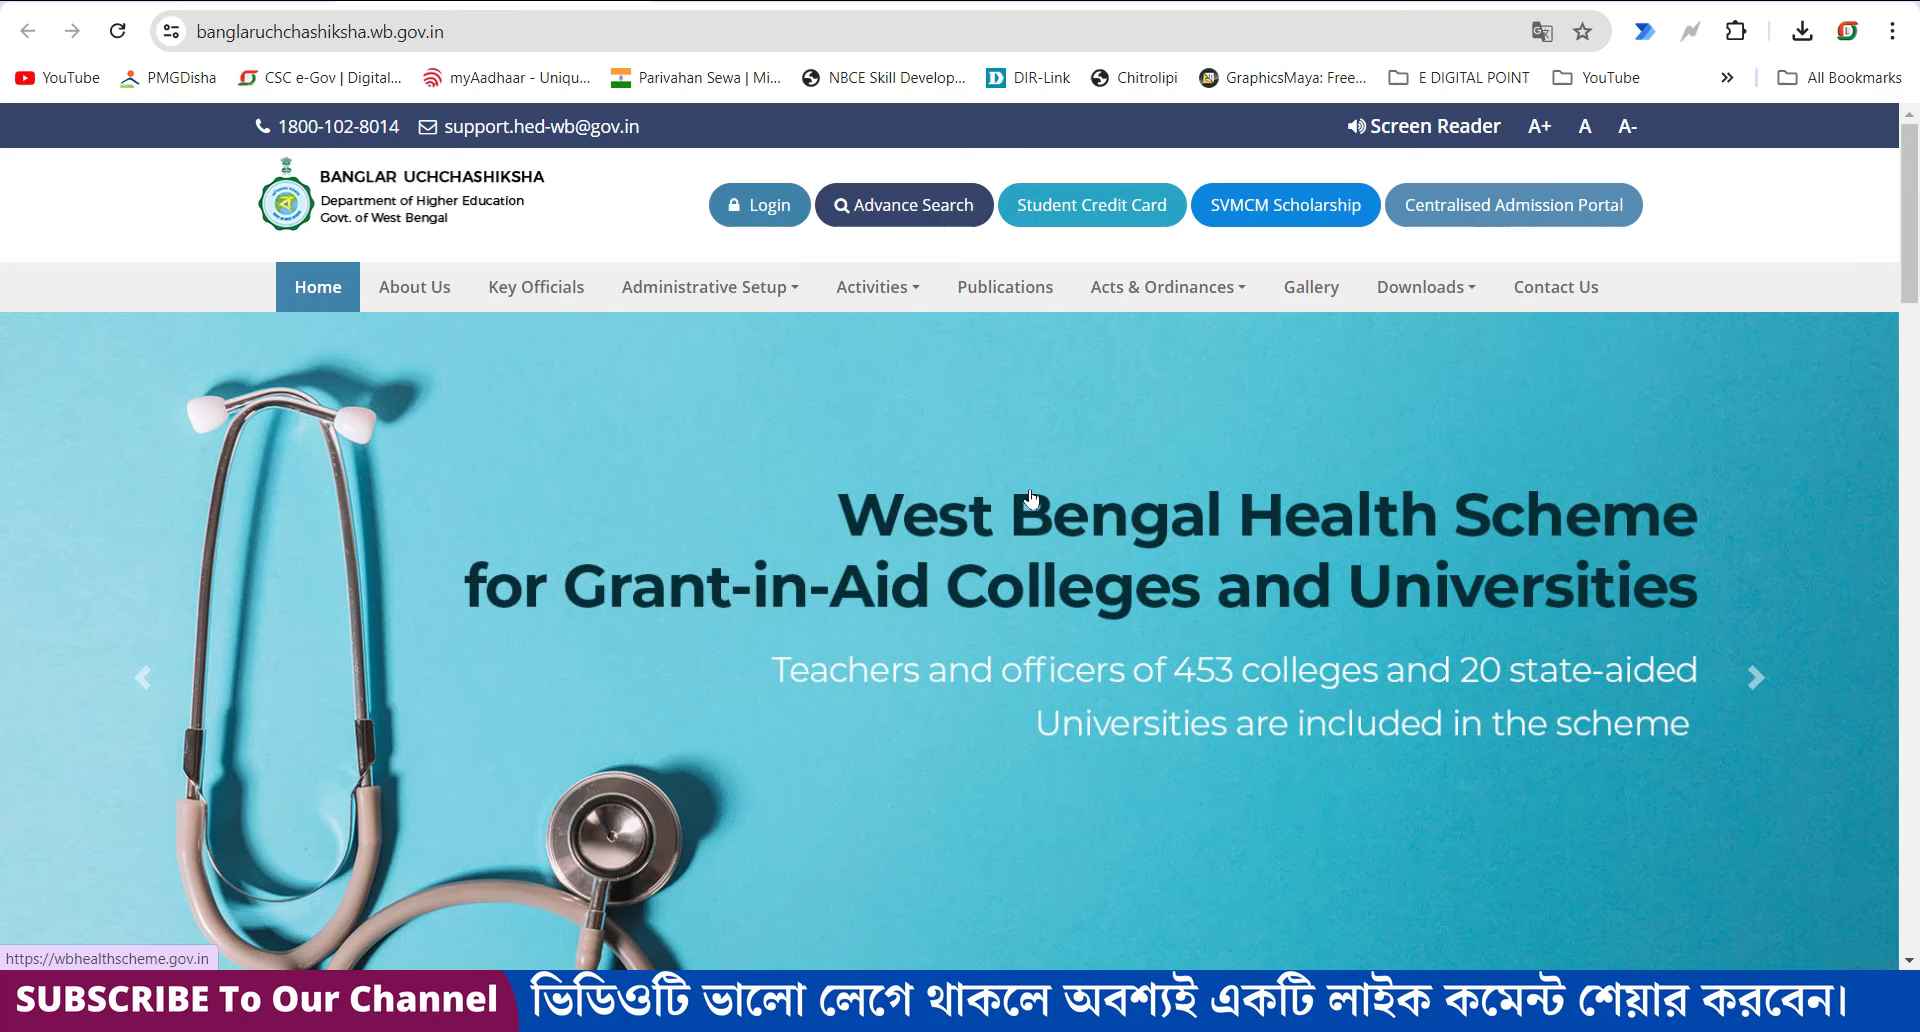 banglaruchchashiksha.wb.gov.in
YouTube PMGDisha CSC e-Gov | Digital... myAadhaar - Uniqu... Parivahan Sewa | Mi... NBCE Skill Develop... DIR-Link Chitrolipi GraphicsMaya: Free... E DIGITAL POINT YouTube » All Bookmarks
1800-102-8014 support.hed-wb@gov.in Screen Reader A+ A A-
BANGLAR UCHCHASHIKSHA
Department of Higher Education
Govt. of West Bengal
Login Advance Search Student Credit Card SVMCM Scholarship Centralised Admission Portal
Home About Us Key Officials Administrative Setup Activities Publications Acts & Ordinances Gallery Downloads Contact Us
West Bengal Health Scheme
for Grant-in-Aid Colleges and Universities
Teachers and officers of 453 colleges and 20 state-aided
Universities are included in the scheme
https://wbhealthscheme.gov.in
SUBSCRIBE To Our Channel ভিডিওটি ভালো লেগে থাকলে অবশ্যই একটি লাইক কমেন্ট শেয়ার করবেন।